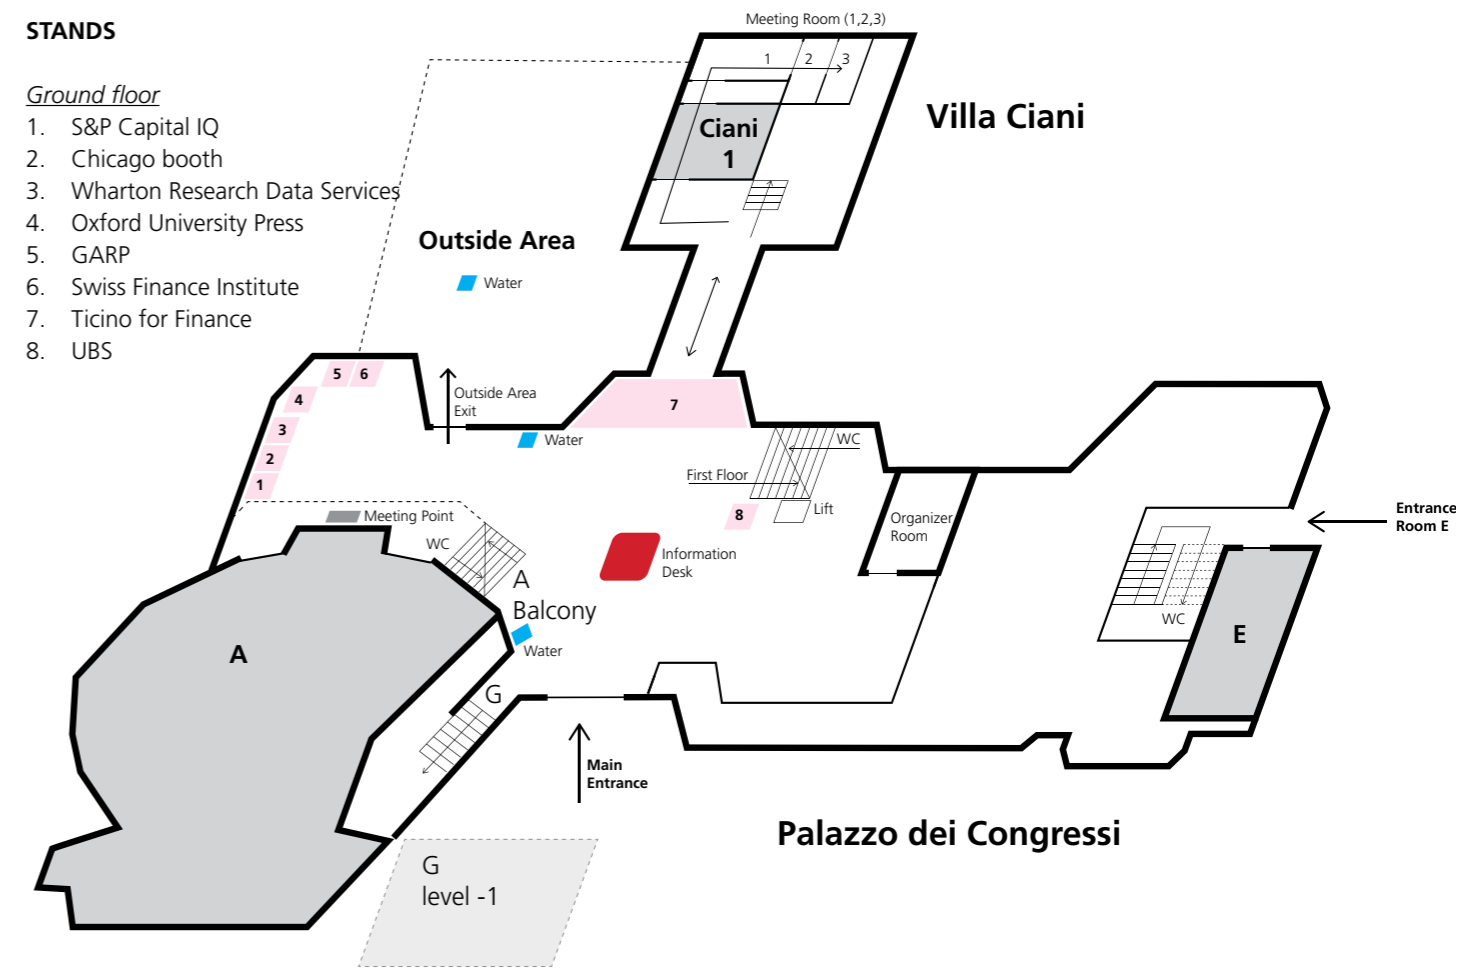 STANDS
Ground floor
1. S&P Capital IQ
2. Chicago booth
3. Wharton Research Data Services
4. Oxford University Press
5. GARP
6. Swiss Finance Institute
7. Ticino for Finance
8. UBS
Meeting Room (1,2,3)
1 2 3
Villa Ciani
Ciani
1
Outside Area
Water
5 6
4
3
2
1
Outside Area
Exit
7
Water
WC
First Floor
8
Lift
Organizer
Room
Entrance
Room E
Meeting Point
WC
A
Balcony
Information
Desk
Water
WC
E
A
G
Main
Entrance
Palazzo dei Congressi
G
level -1